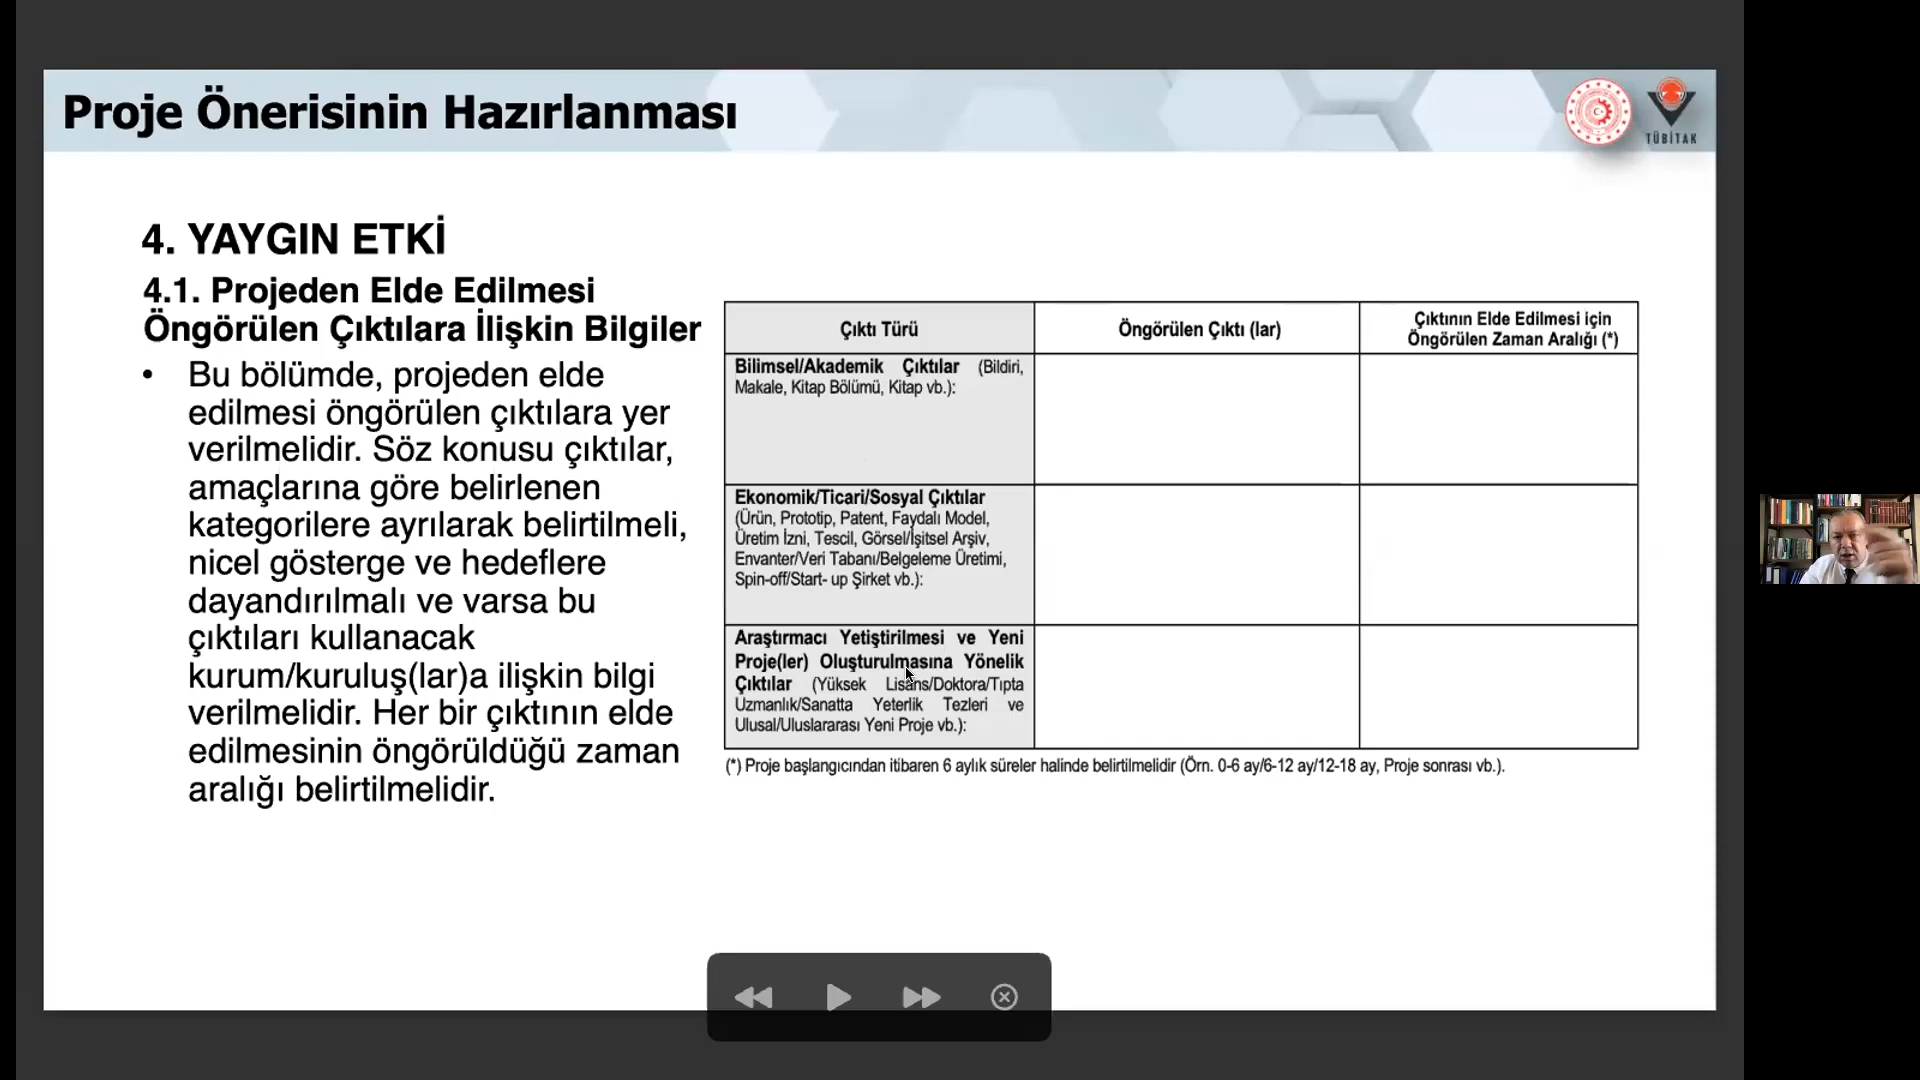 Proje Önerisinin Hazırlanması
TÜBİTAK
4. YAYGIN ETKİ
4.1. Projeden Elde Edilmesi
Öngörülen Çıktılara İlişkin Bilgiler
• Bu bölümde, projeden elde
edilmesi öngörülen çıktılara yer
verilmelidir. Söz konusu çıktılar,
amaçlarına göre belirlenen
kategorilere ayrılarak belirtilmeli,
nicel gösterge ve hedeflere
dayandırılmalı ve varsa bu
çıktıları kullanacak
kurum/kuruluş(lar)a ilişkin bilgi
verilmelidir. Her bir çıktının elde
edilmesinin öngörüldüğü zaman
aralığı belirtilmelidir.
Çıktı Türü
Öngörülen Çıktı (lar)
Çıktının Elde Edilmesi için
Öngörülen Zaman Aralığı (*)
Bilimsel/Akademik Çıktılar (Bildiri,
Makale, Kitap Bölümü, Kitap vb.):
Ekonomik/Ticari/Sosyal Çıktılar
(Ürün, Prototip, Patent, Faydalı Model,
Üretim İzni, Tescil, Görsel/İşitsel Arşiv,
Envanter/Veri Tabanı/Belgeleme Üretimi,
Spin-off/Start- up Şirket vb.):
Araştırmacı Yetiştirilmesi ve Yeni
Proje(ler) Oluşturulmasına Yönelik
Çıktılar (Yüksek Lisans/Doktora/Tıpta
Uzmanlık/Sanatta Yeterlik Tezleri ve
Ulusal/Uluslararası Yeni Proje vb.):
(*) Proje başlangıcından itibaren 6 aylık süreler halinde belirtilmelidir (Örn. 0-6 ay/6-12 ay/12-18 ay, Proje sonrası vb.).